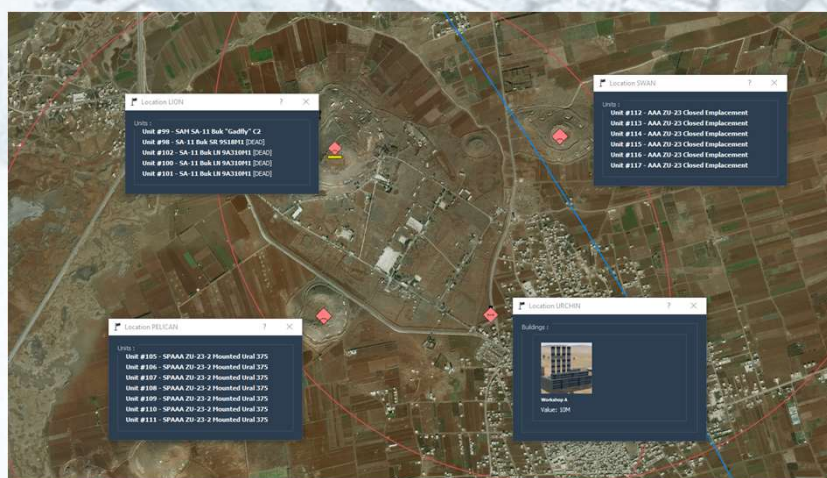 Location LION
Units :
Unit #99 - SAM SA-11 Buk "Gadfly" C2
Unit #98 - SA-11 Buk SR 9S18M1 [DEAD]
Unit #102 - SA-11 Buk LN 9A310M1 [DEAD]
Unit #100 - SA-11 Buk LN 9A310M1 [DEAD]
Unit #101 - SA-11 Buk LN 9A310M1 [DEAD]
Location SWAN
Units :
Unit #112 - AAA ZU-23 Closed Emplacement
Unit #113 - AAA ZU-23 Closed Emplacement
Unit #114 - AAA ZU-23 Closed Emplacement
Unit #115 - AAA ZU-23 Closed Emplacement
Unit #116 - AAA ZU-23 Closed Emplacement
Unit #117 - AAA ZU-23 Closed Emplacement
Location PELICAN
Units :
Unit #105 - SPAAA ZU-23-2 Mounted Ural 375
Unit #106 - SPAAA ZU-23-2 Mounted Ural 375
Unit #107 - SPAAA ZU-23-2 Mounted Ural 375
Unit #108 - SPAAA ZU-23-2 Mounted Ural 375
Unit #109 - SPAAA ZU-23-2 Mounted Ural 375
Unit #110 - SPAAA ZU-23-2 Mounted Ural 375
Unit #111 - SPAAA ZU-23-2 Mounted Ural 375
Location URCHIN
Buildings :
Workshop A
Value: 10M